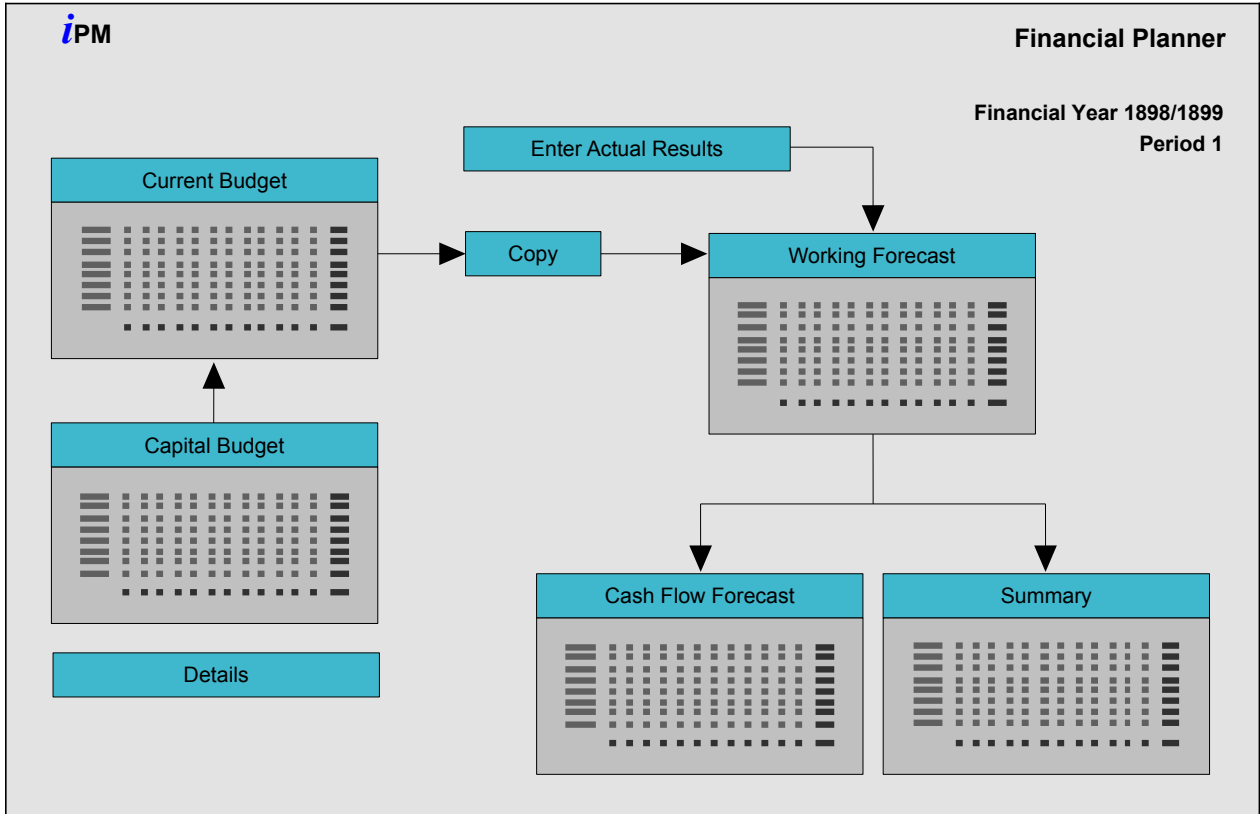 iPM
Financial Planner
Financial Year 1898/1899
Period 1
Enter Actual Results
Current Budget
Copy
Working Forecast
Capital Budget
Cash Flow Forecast
Summary
Details